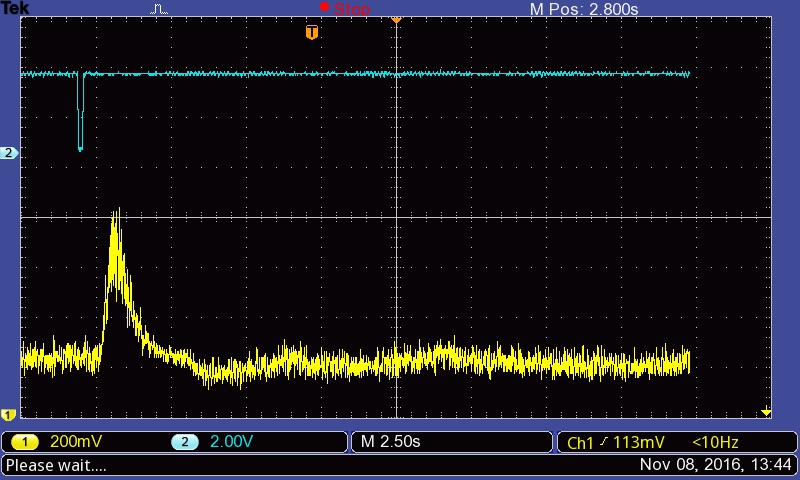 Tek Stop M Pos: 2.800s
T
2
1
1 200mV 2 2.00V M 2.50s Ch1 113mV <10Hz
Please wait.... Nov 08, 2016, 13:44